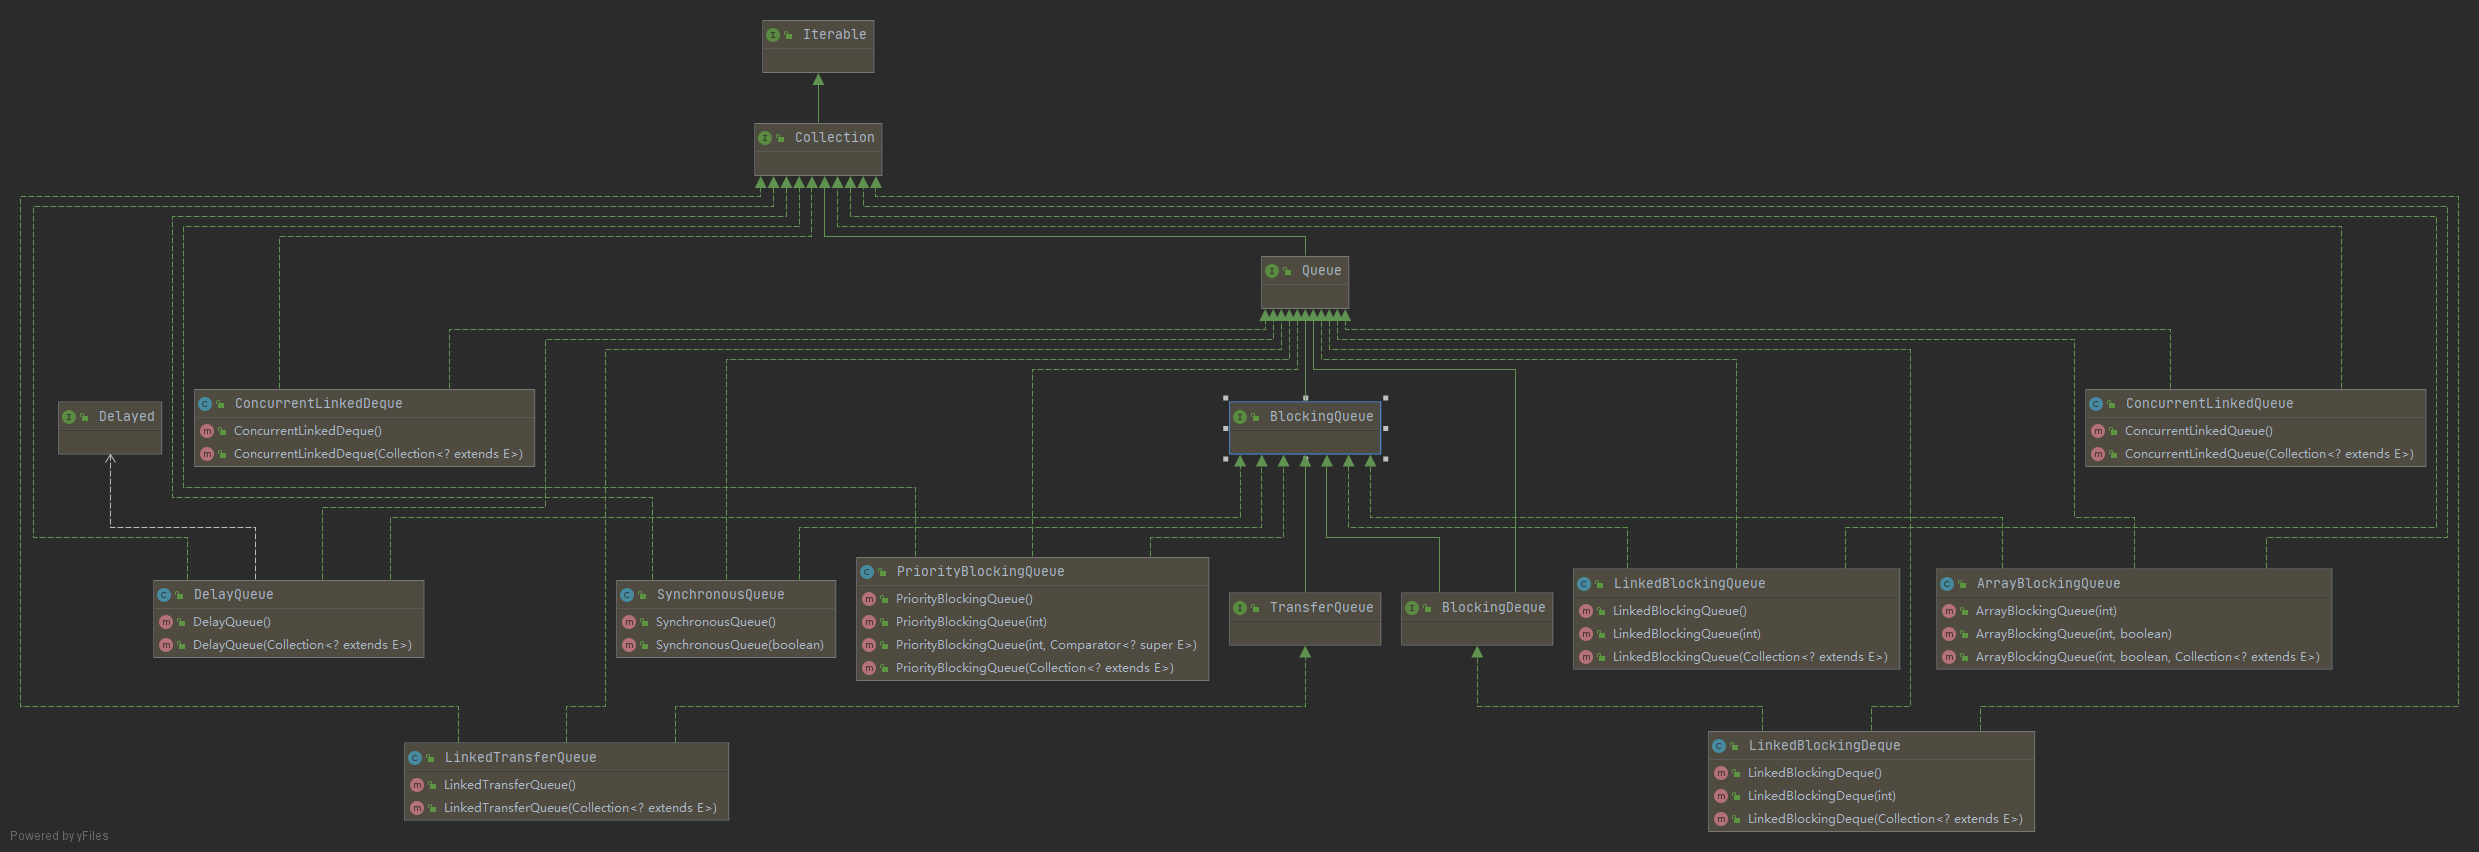 Iterable
Collection
Queue
Delayed
ConcurrentLinkedDeque
ConcurrentLinkedDeque()
ConcurrentLinkedDeque(Collection<? extends E>)
BlockingQueue
ConcurrentLinkedQueue
ConcurrentLinkedQueue()
ConcurrentLinkedQueue(Collection<? extends E>)
DelayQueue
DelayQueue()
DelayQueue(Collection<? extends E>)
SynchronousQueue
SynchronousQueue()
SynchronousQueue(boolean)
PriorityBlockingQueue
PriorityBlockingQueue()
PriorityBlockingQueue(int)
PriorityBlockingQueue(int, Comparator<? super E>)
PriorityBlockingQueue(Collection<? extends E>)
TransferQueue
BlockingDeque
LinkedBlockingQueue
LinkedBlockingQueue()
LinkedBlockingQueue(int)
LinkedBlockingQueue(Collection<? extends E>)
ArrayBlockingQueue
ArrayBlockingQueue(int)
ArrayBlockingQueue(int, boolean)
ArrayBlockingQueue(int, boolean, Collection<? extends E>)
LinkedTransferQueue
LinkedTransferQueue()
LinkedTransferQueue(Collection<? extends E>)
LinkedBlockingDeque
LinkedBlockingDeque()
LinkedBlockingDeque(int)
LinkedBlockingDeque(Collection<? extends E>)
Powered by yFiles